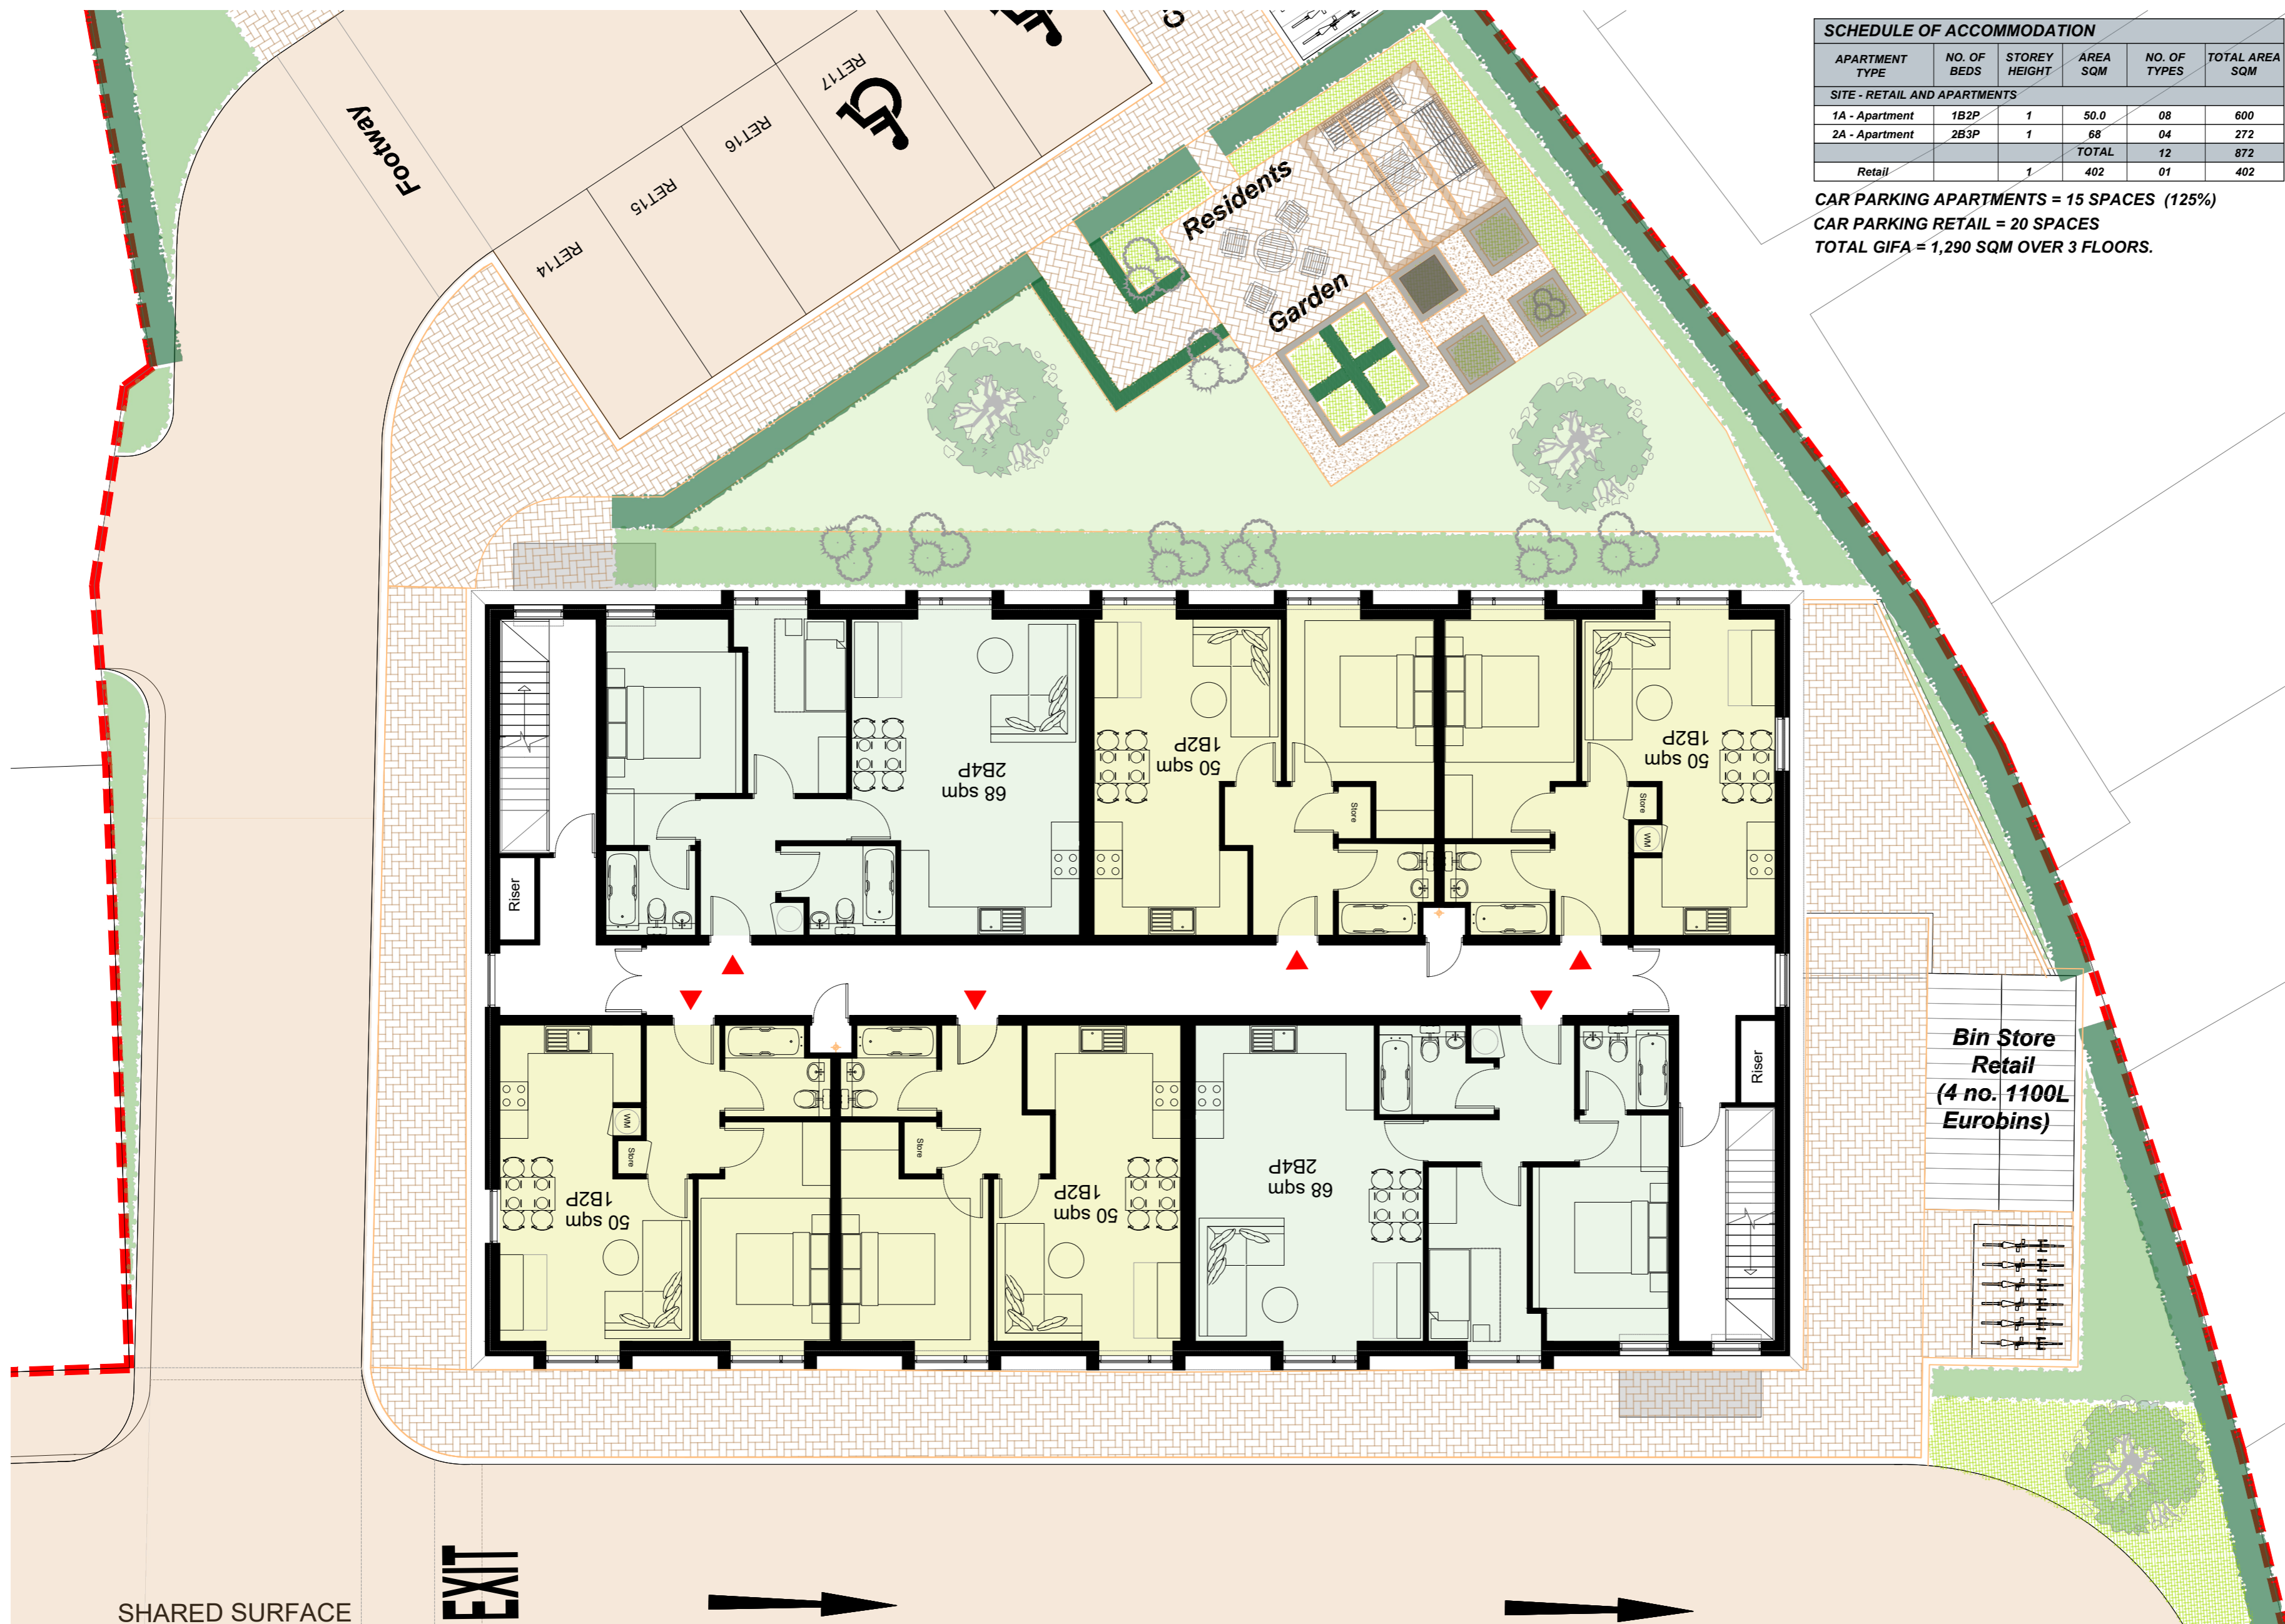 SCHEDULE OF ACCOMMODATION
APARTMENT TYPE NO. OF BEDS STOREY HEIGHT AREA SQM NO. OF TYPES TOTAL AREA SQM
SITE - RETAIL AND APARTMENTS
1A - Apartment 1B2P 1 50.0 08 600
2A - Apartment 2B3P 1 68 04 272
TOTAL 12 872
Retail 1 402 01 402
CAR PARKING APARTMENTS = 15 SPACES (125%)
CAR PARKING RETAIL = 20 SPACES
TOTAL GIFA = 1,290 SQM OVER 3 FLOORS.
Footway
RET17
RET16
RET15
RET14
Residents
Garden
2B4P
68 sqm
1B2P
50 sqm
1B2P
50 sqm
Store
Store
WM
Riser
Riser
WM
Store
Store
1B2P
50 sqm
1B2P
50 sqm
2B4P
68 sqm
Bin Store
Retail
(4 no. 1100L
Eurobins)
EXIT
SHARED SURFACE